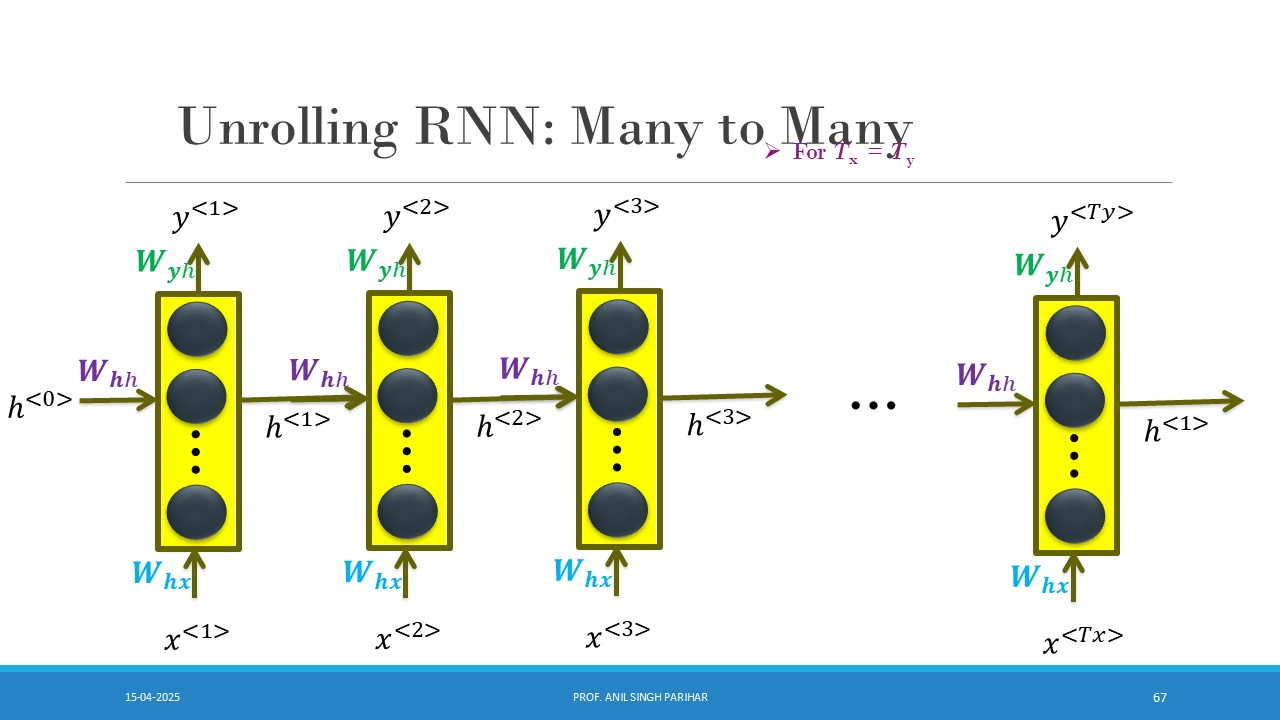 Unrolling RNN: Many to Many
➢ For Tx = Ty
y<1> y<2> y<3> y<Ty>
Wyh Wyh Wyh Wyh
Whh Whh Whh Whh
h<0> h<1> h<2> h<3> ... h<1>
Whx Whx Whx Whx
x<1> x<2> x<3> x<Tx>
15-04-2025 PROF. ANIL SINGH PARIHAR 67